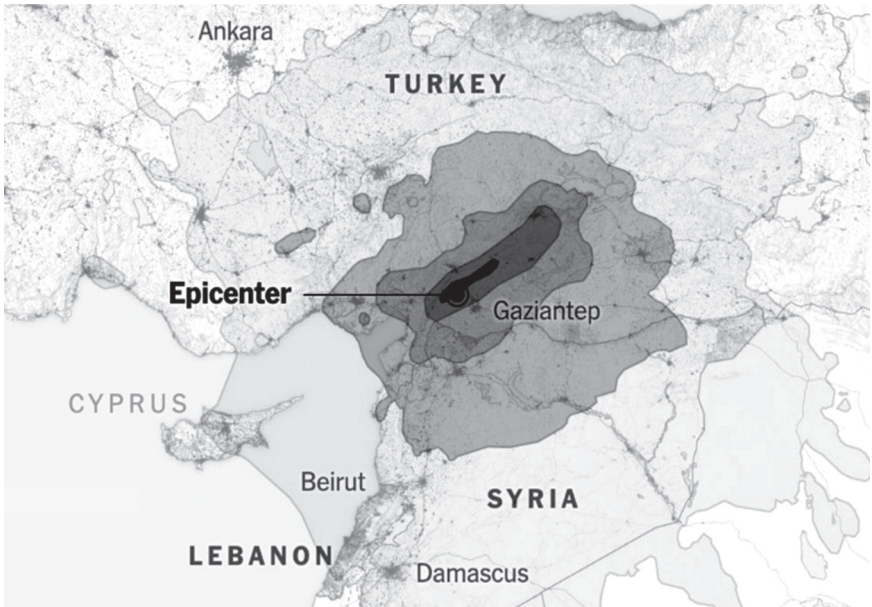 Ankara
TURKEY
Epicenter
Gaziantep
CYPRUS
Beirut
SYRIA
LEBANON
Damascus